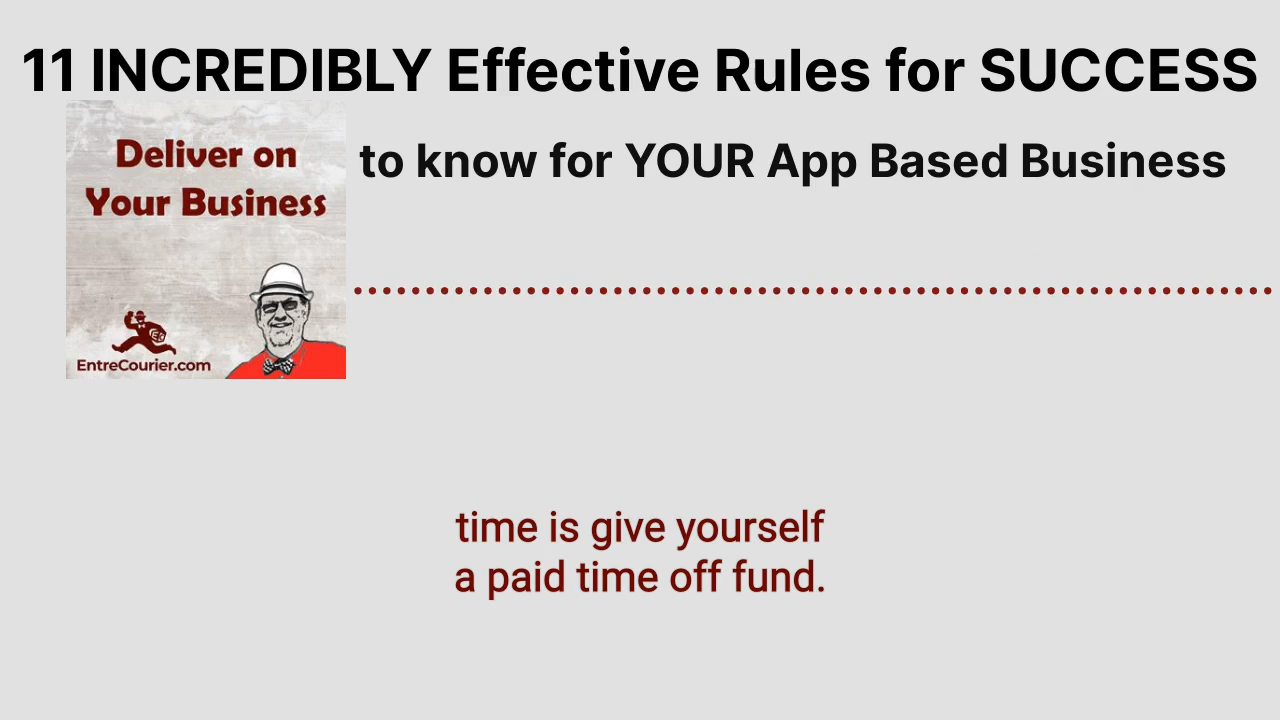 11 INCREDIBLY Effective Rules for SUCCESS
Deliver on
Your Business
EntreCourier.com
to know for YOUR App Based Business
time is give yourself
a paid time off fund.